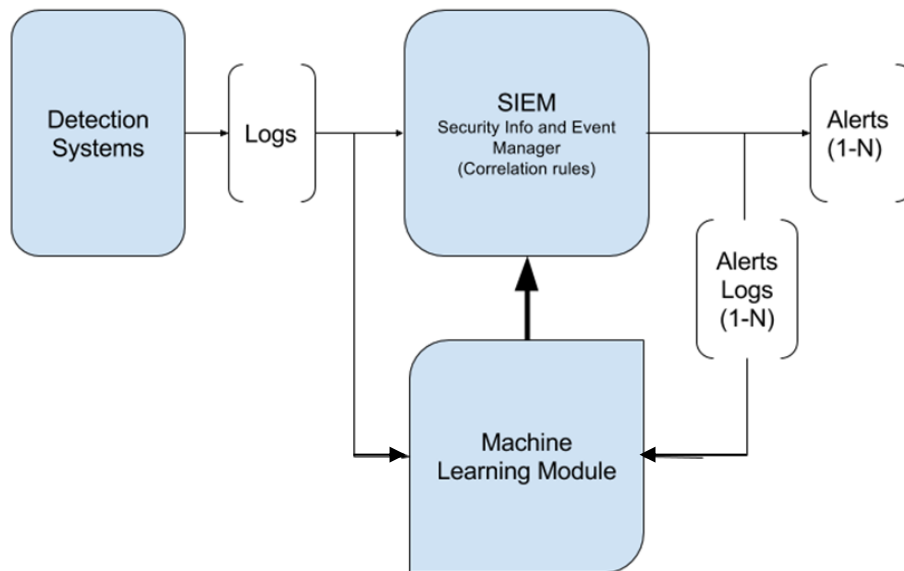 Detection
Systems
Logs
SIEM
Security Info and Event
Manager
(Correlation rules)
Alerts
(1-N)
Alerts
Logs
(1-N)
Machine
Learning Module